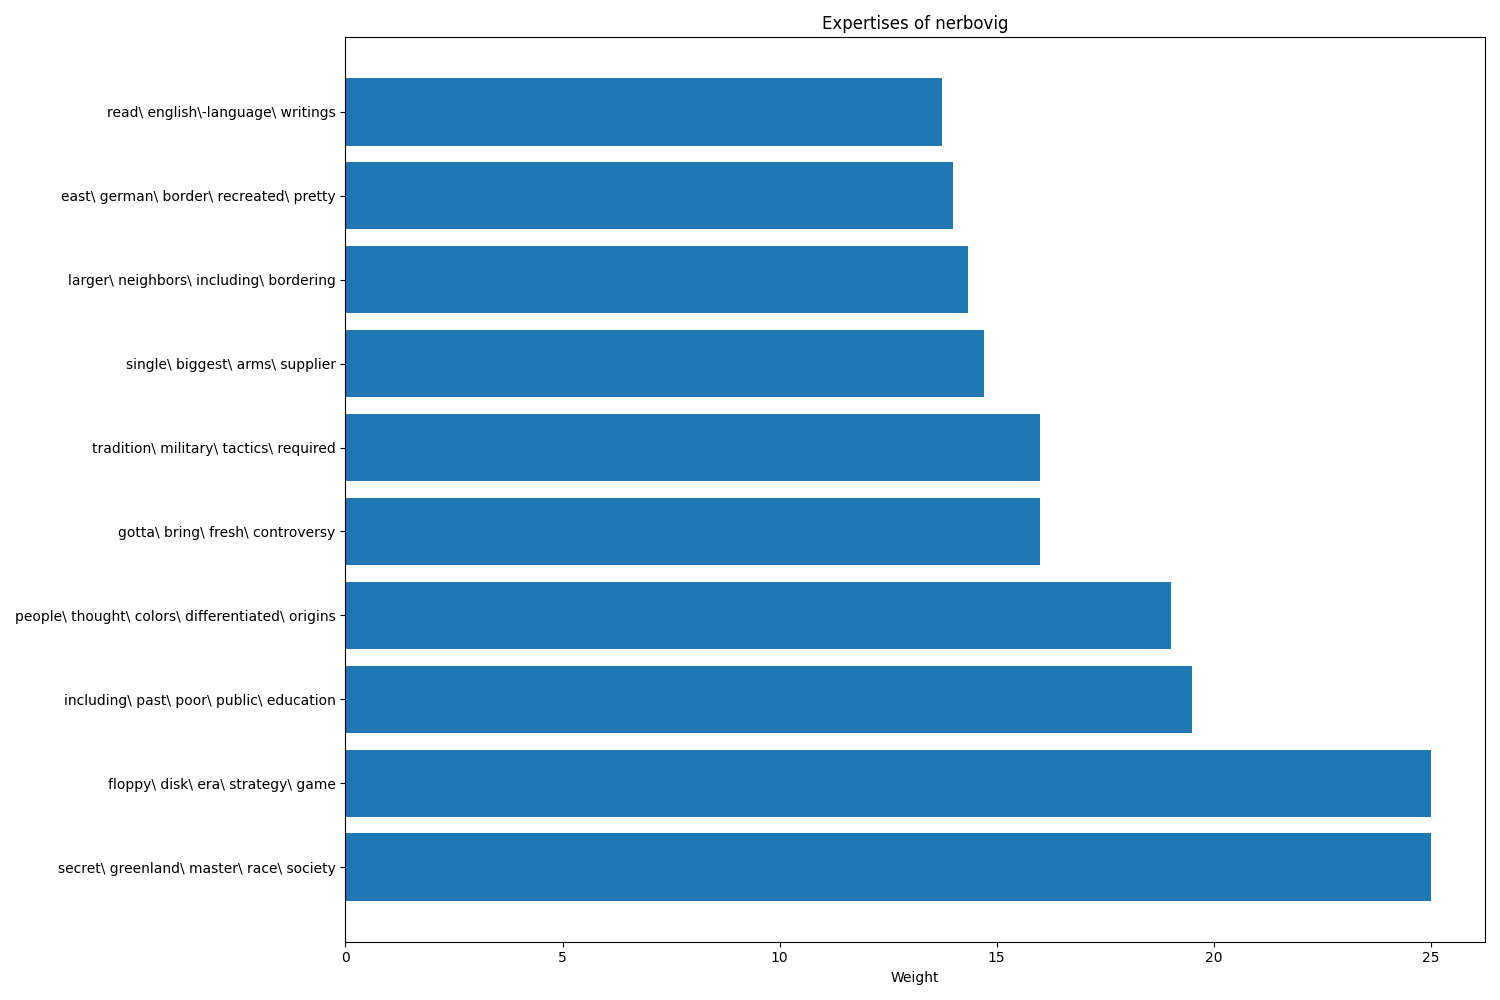 Expertises of nerbovig
read\ english\-language\ writings
east\ german\ border\ recreated\ pretty
larger\ neighbors\ including\ bordering
single\ biggest\ arms\ supplier
tradition\ military\ tactics\ required
gotta\ bring\ fresh\ controversy
people\ thought\ colors\ differentiated\ origins
including\ past\ poor\ public\ education
floppy\ disk\ era\ strategy\ game
secret\ greenland\ master\ race\ society
0 5 10 15 20 25
Weight